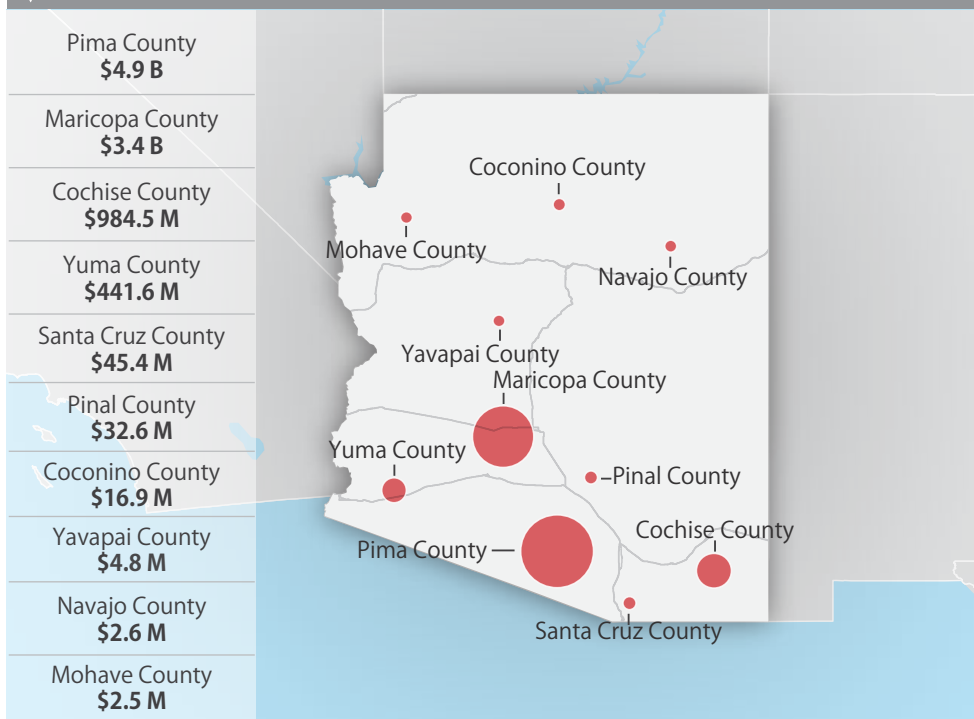 Pima County
$4.9 B
Maricopa County
$3.4 B
Cochise County
$984.5 M
Yuma County
$441.6 M
Santa Cruz County
$45.4 M
Pinal County
$32.6 M
Coconino County
$16.9 M
Yavapai County
$4.8 M
Navajo County
$2.6 M
Mohave County
$2.5 M
Coconino County
Mohave County
Navajo County
Yavapai County
Maricopa County
Yuma County
Pinal County
Cochise County
Pima County
Santa Cruz County